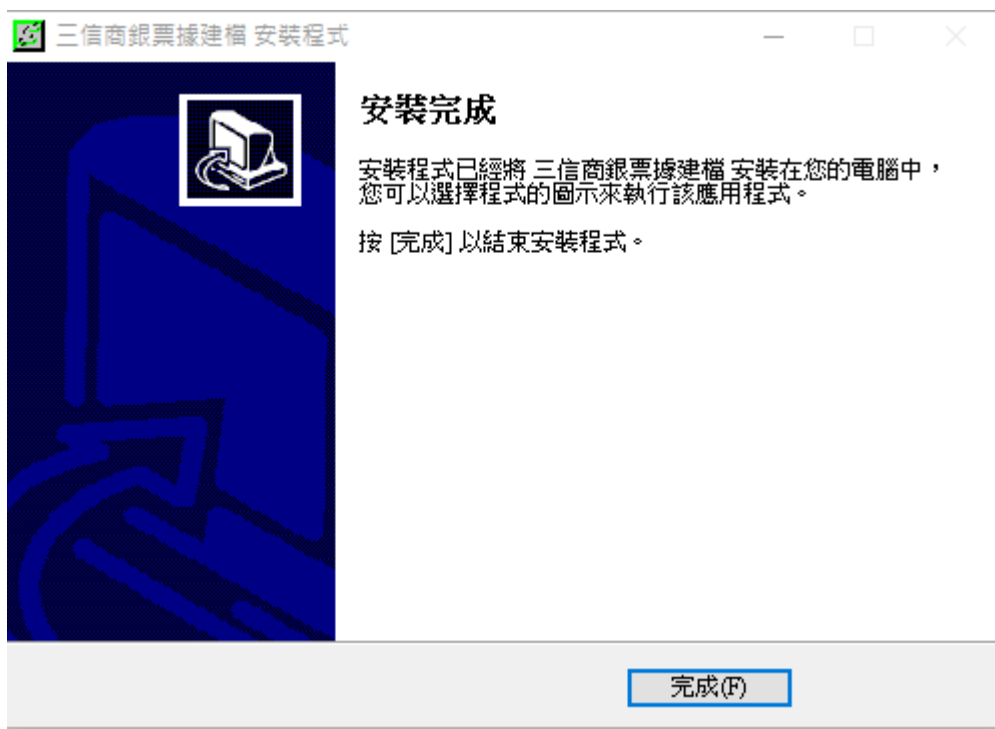 三信商銀票據建檔 安裝程式
安裝完成
安裝程式已經將 三信商銀票據建檔 安裝在您的電腦中，
您可以選擇程式的圖示來執行該應用程式。
按 [完成] 以結束安裝程式。
完成(F)